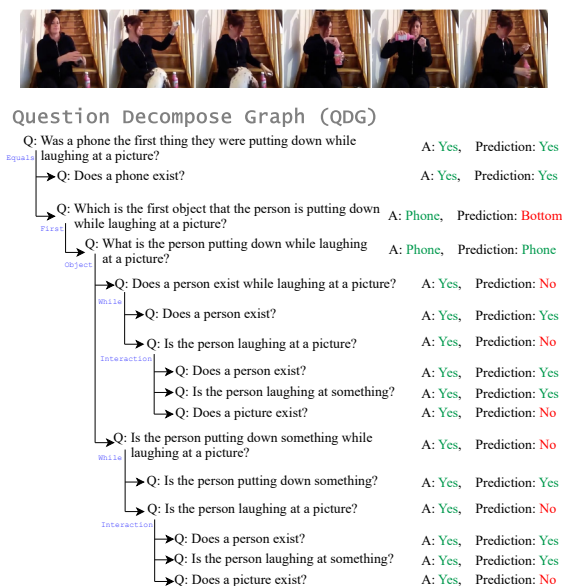 Question Decompose Graph (QDG)
Q: Was a phone the first thing they were putting down while laughing at a picture? A: Yes, Prediction: Yes
Equals
Q: Does a phone exist? A: Yes, Prediction: Yes
Q: Which is the first object that the person is putting down while laughing at a picture? A: Phone, Prediction: Bottom
First
Q: What is the person putting down while laughing at a picture? A: Phone, Prediction: Phone
Object
Q: Does a person exist while laughing at a picture? A: Yes, Prediction: No
While
Q: Does a person exist? A: Yes, Prediction: Yes
Q: Is the person laughing at a picture? A: Yes, Prediction: No
Interaction
Q: Does a person exist? A: Yes, Prediction: Yes
Q: Is the person laughing at something? A: Yes, Prediction: Yes
Q: Does a picture exist? A: Yes, Prediction: No
Q: Is the person putting down something while laughing at a picture? A: Yes, Prediction: No
While
Q: Is the person putting down something? A: Yes, Prediction: Yes
Q: Is the person laughing at a picture? A: Yes, Prediction: No
Interaction
Q: Does a person exist? A: Yes, Prediction: Yes
Q: Is the person laughing at something? A: Yes, Prediction: Yes
Q: Does a picture exist? A: Yes, Prediction: No